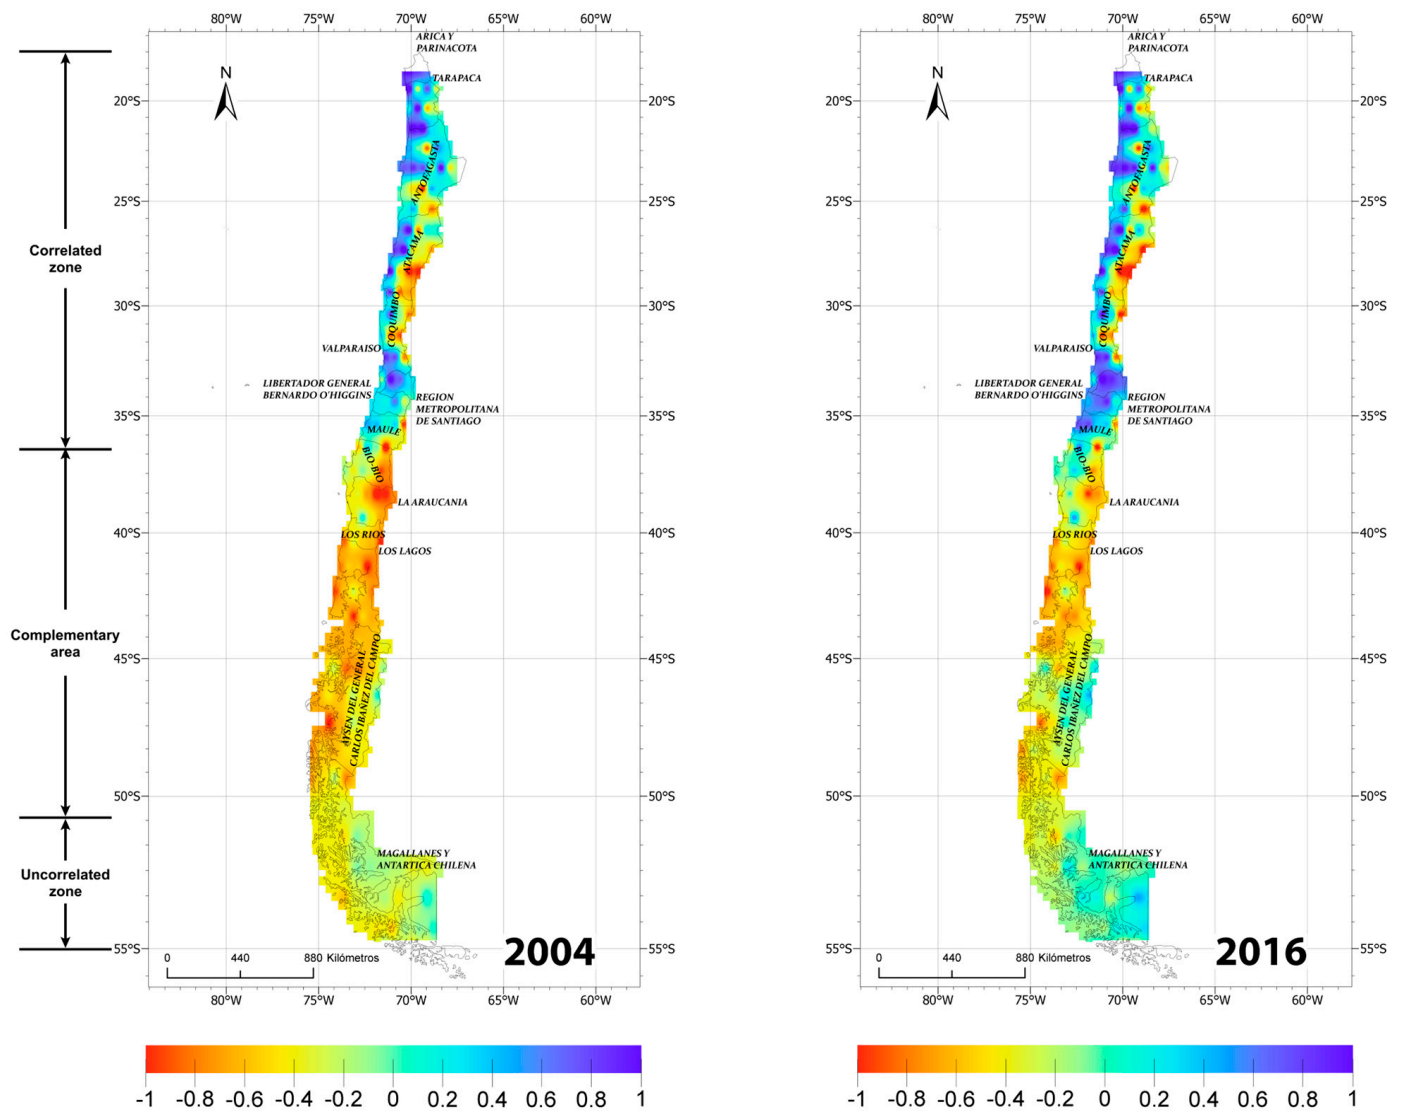 80°W 75°W 70°W 65°W 60°W
ARICA Y
PARINACOTA
N
TARAPACA
20°S
ANTOFAGASTA
25°S
ATACAMA
Correlated
zone
30°S
COQUIMBO
VALPARAISO
LIBERTADOR GENERAL
BERNARDO O'HIGGINS
REGION
METROPOLITANA
DE SANTIAGO
35°S
MAULE
BIO-BIO
LA ARAUCANIA
40°S
LOS RIOS
LOS LAGOS
Complementary
area
45°S
AYSEN DEL GENERAL
CARLOS IBAÑEZ DEL CAMPO
50°S
MAGALLANES Y
ANTARTICA CHILENA
Uncorrelated
zone
55°S
2004
0 440 880 Kilómetros
80°W 75°W 70°W 65°W 60°W
-1 -0.8 -0.6 -0.4 -0.2 0 0.2 0.4 0.6 0.8 1
80°W 75°W 70°W 65°W 60°W
ARICA Y
PARINACOTA
N
TARAPACA
20°S 20°S
ANTOFAGASTA
25°S 25°S
ATACAMA
30°S 30°S
COQUIMBO
VALPARAISO
LIBERTADOR GENERAL
BERNARDO O'HIGGINS
REGION
METROPOLITANA
DE SANTIAGO
35°S 35°S
MAULE
BIO-BIO
LA ARAUCANIA
40°S 40°S
LOS RIOS
LOS LAGOS
45°S 45°S
AYSEN DEL GENERAL
CARLOS IBAÑEZ DEL CAMPO
50°S 50°S
MAGALLANES Y
ANTARTICA CHILENA
55°S 55°S
2016
0 440 880 Kilómetros
80°W 75°W 70°W 65°W 60°W
-1 -0.8 -0.6 -0.4 -0.2 0 0.2 0.4 0.6 0.8 1